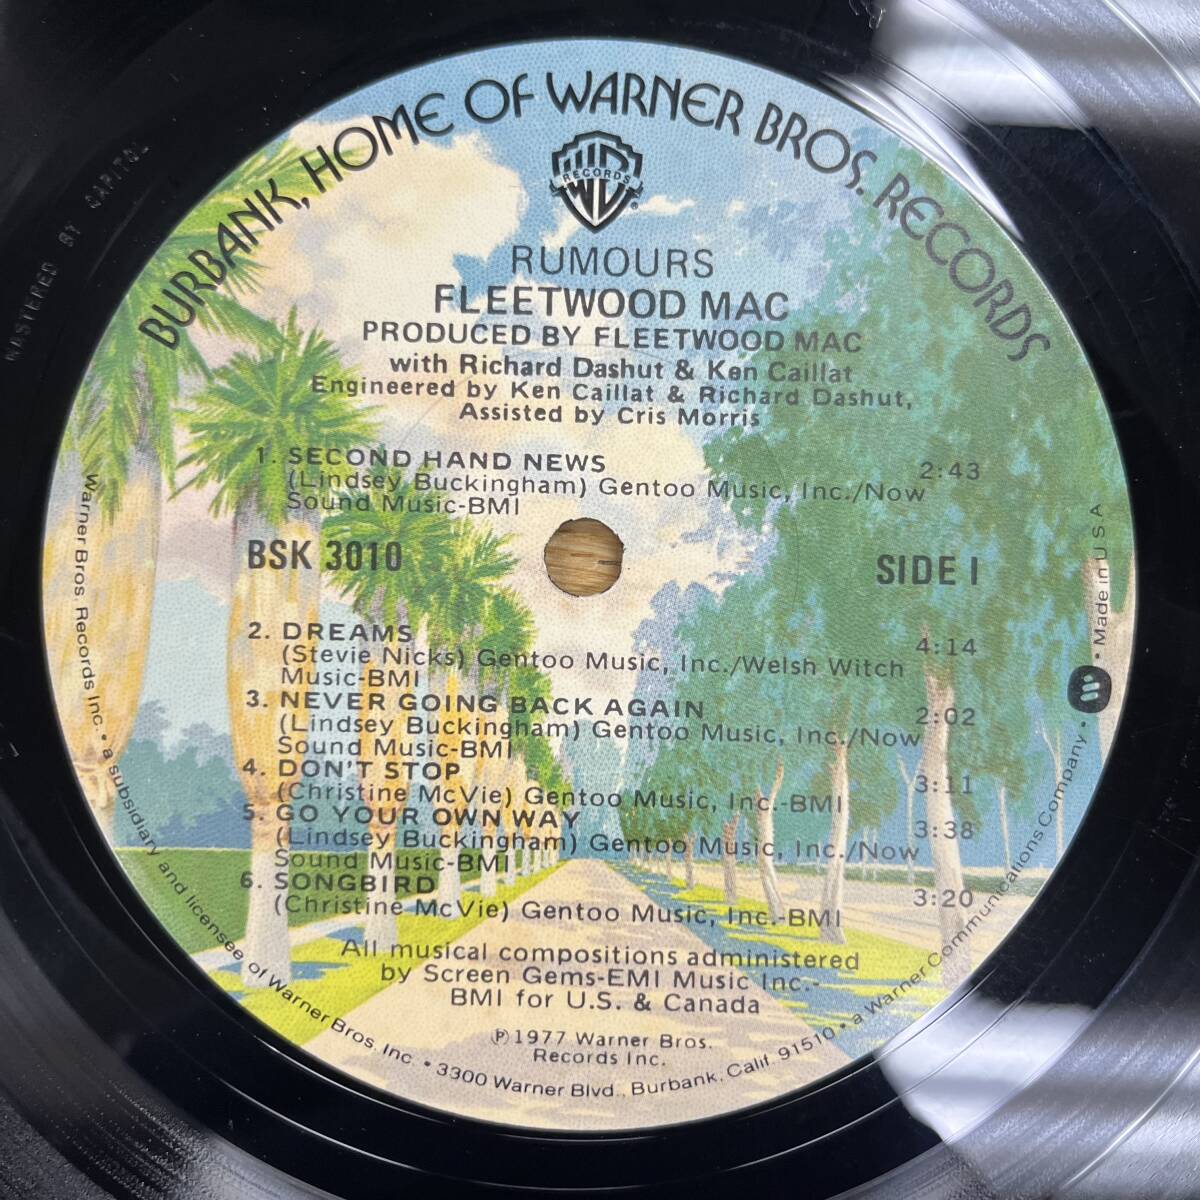 BURBANK, HOME OF WARNER BROS. RECORDS
WB
RECORDS
®
RUMOURS
FLEETWOOD MAC
PRODUCED BY FLEETWOOD MAC
with Richard Dashut & Ken Caillat
Engineered by Ken Caillat & Richard Dashut,
Assisted by Cris Morris
1. SECOND HAND NEWS 2:43
(Lindsey Buckingham) Gentoo Music, Inc./Now
Sound Music-BMI
BSK 3010 SIDE I
2. DREAMS 4:14
(Stevie Nicks) Gentoo Music, Inc./Welsh Witch
Music-BMI
3. NEVER GOING BACK AGAIN 2:02
(Lindsey Buckingham) Gentoo Music, Inc./Now
Sound Music-BMI
4. DON'T STOP 3:11
(Christine McVie) Gentoo Music, Inc.-BMI
5. GO YOUR OWN WAY 3:38
(Lindsey Buckingham) Gentoo Music, Inc./Now
Sound Music-BMI
6. SONGBIRD 3:20
(Christine McVie) Gentoo Music, Inc.-BMI
All musical compositions administered
by Screen Gems-EMI Music Inc.-
BMI for U.S. & Canada
℗1977 Warner Bros.
Records Inc.
Warner Bros. Records Inc. • a subsidiary and licensee of Warner Bros. Inc. • 3300 Warner Blvd., Burbank, Calif. 91510 • a Warner Communications Company • Made in U S A
MASTERED BY CAPITOL